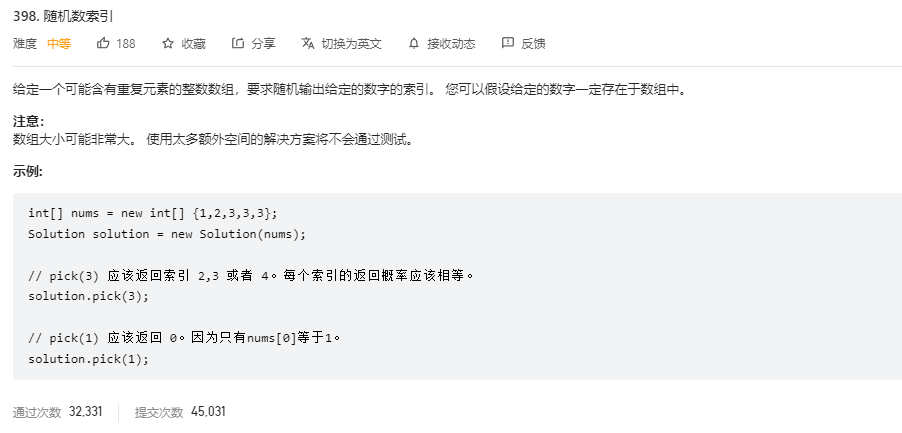 398. 随机数索引
难度 中等 188 收藏 分享 切换为英文 接收动态 反馈
给定一个可能含有重复元素的整数数组，要求随机输出给定的数字的索引。 您可以假设给定的数字一定存在于数组中。
注意：
数组大小可能非常大。 使用太多额外空间的解决方案将不会通过测试。
示例:
int[] nums = new int[] {1,2,3,3,3};
Solution solution = new Solution(nums);
// pick(3) 应该返回索引 2,3 或者 4。每个索引的返回概率应该相等。
solution.pick(3);
// pick(1) 应该返回 0。因为只有nums[0]等于1。
solution.pick(1);
通过次数 32,331 提交次数 45,031